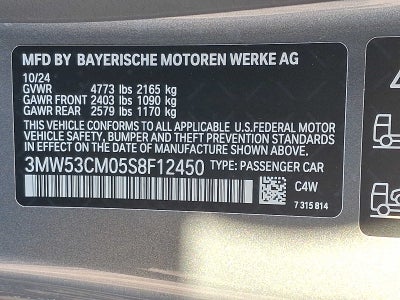 MFD BY BAYERISCHE MOTOREN WERKE AG
10/24
GVWR 4773 lbs 2165 kg
GAWR FRONT 2403 lbs 1090 kg
GAWR REAR 2579 lbs 1170 kg
THIS VEHICLE CONFORMS TO ALL APPLICABLE U.S.FEDERAL MOTOR
VEHICLE SAFETY, BUMPER, AND THEFT PREVENTION STANDARDS
IN EFFECT ON THE DATE OF MANUFACTURE SHOWN ABOVE.
3MW53CM05S8F12450 TYPE: PASSENGER CAR
C4W
7 315 814